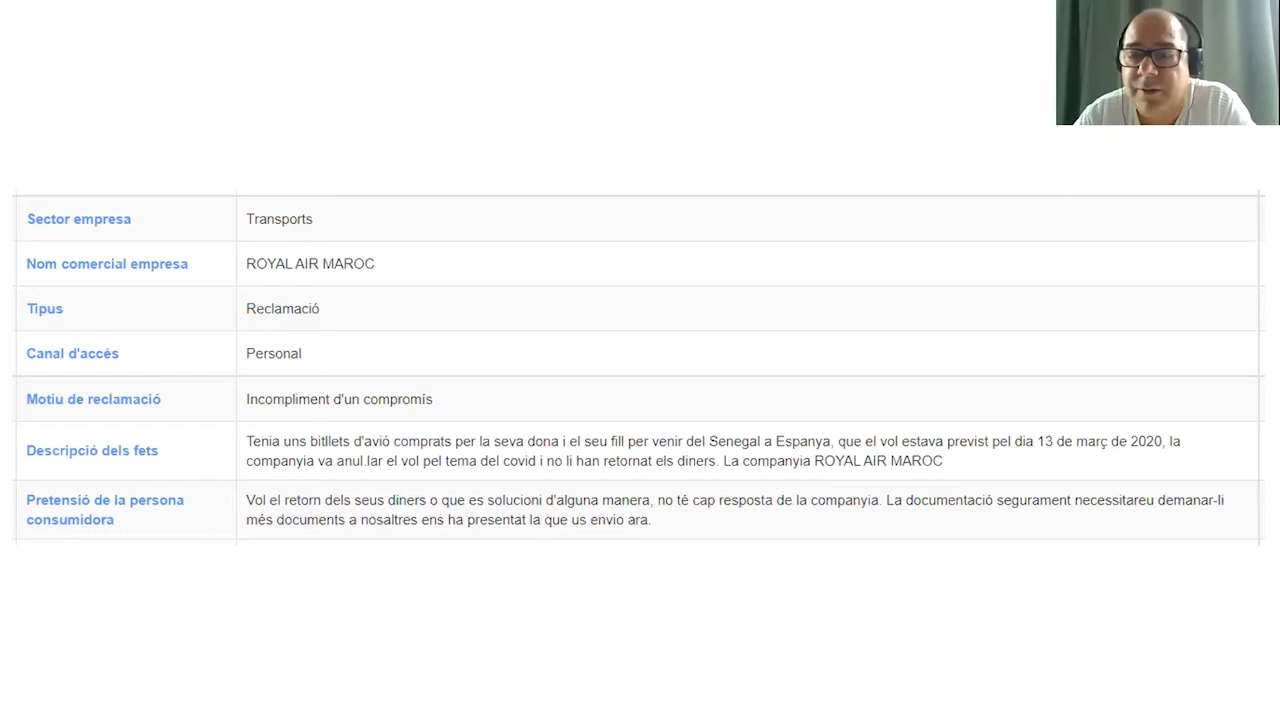 Sector empresa Transports
Nom comercial empresa ROYAL AIR MAROC
Tipus Reclamació
Canal d'accés Personal
Motiu de reclamació Incompliment d'un compromís
Descripció dels fets
Tenia uns bitllets d'avió comprats per la seva dona i el seu fill per venir del Senegal a Espanya, que el vol estava previst pel dia 13 de març de 2020, la
companyia va anul.lar el vol pel tema del covid i no li han retornat els diners. La companyia ROYAL AIR MAROC
Pretensió de la persona
consumidora
Vol el retorn dels seus diners o que es solucioni d'alguna manera, no té cap resposta de la companyia. La documentació segurament necessitareu demanar-li
més documents a nosaltres ens ha presentat la que us envio ara.